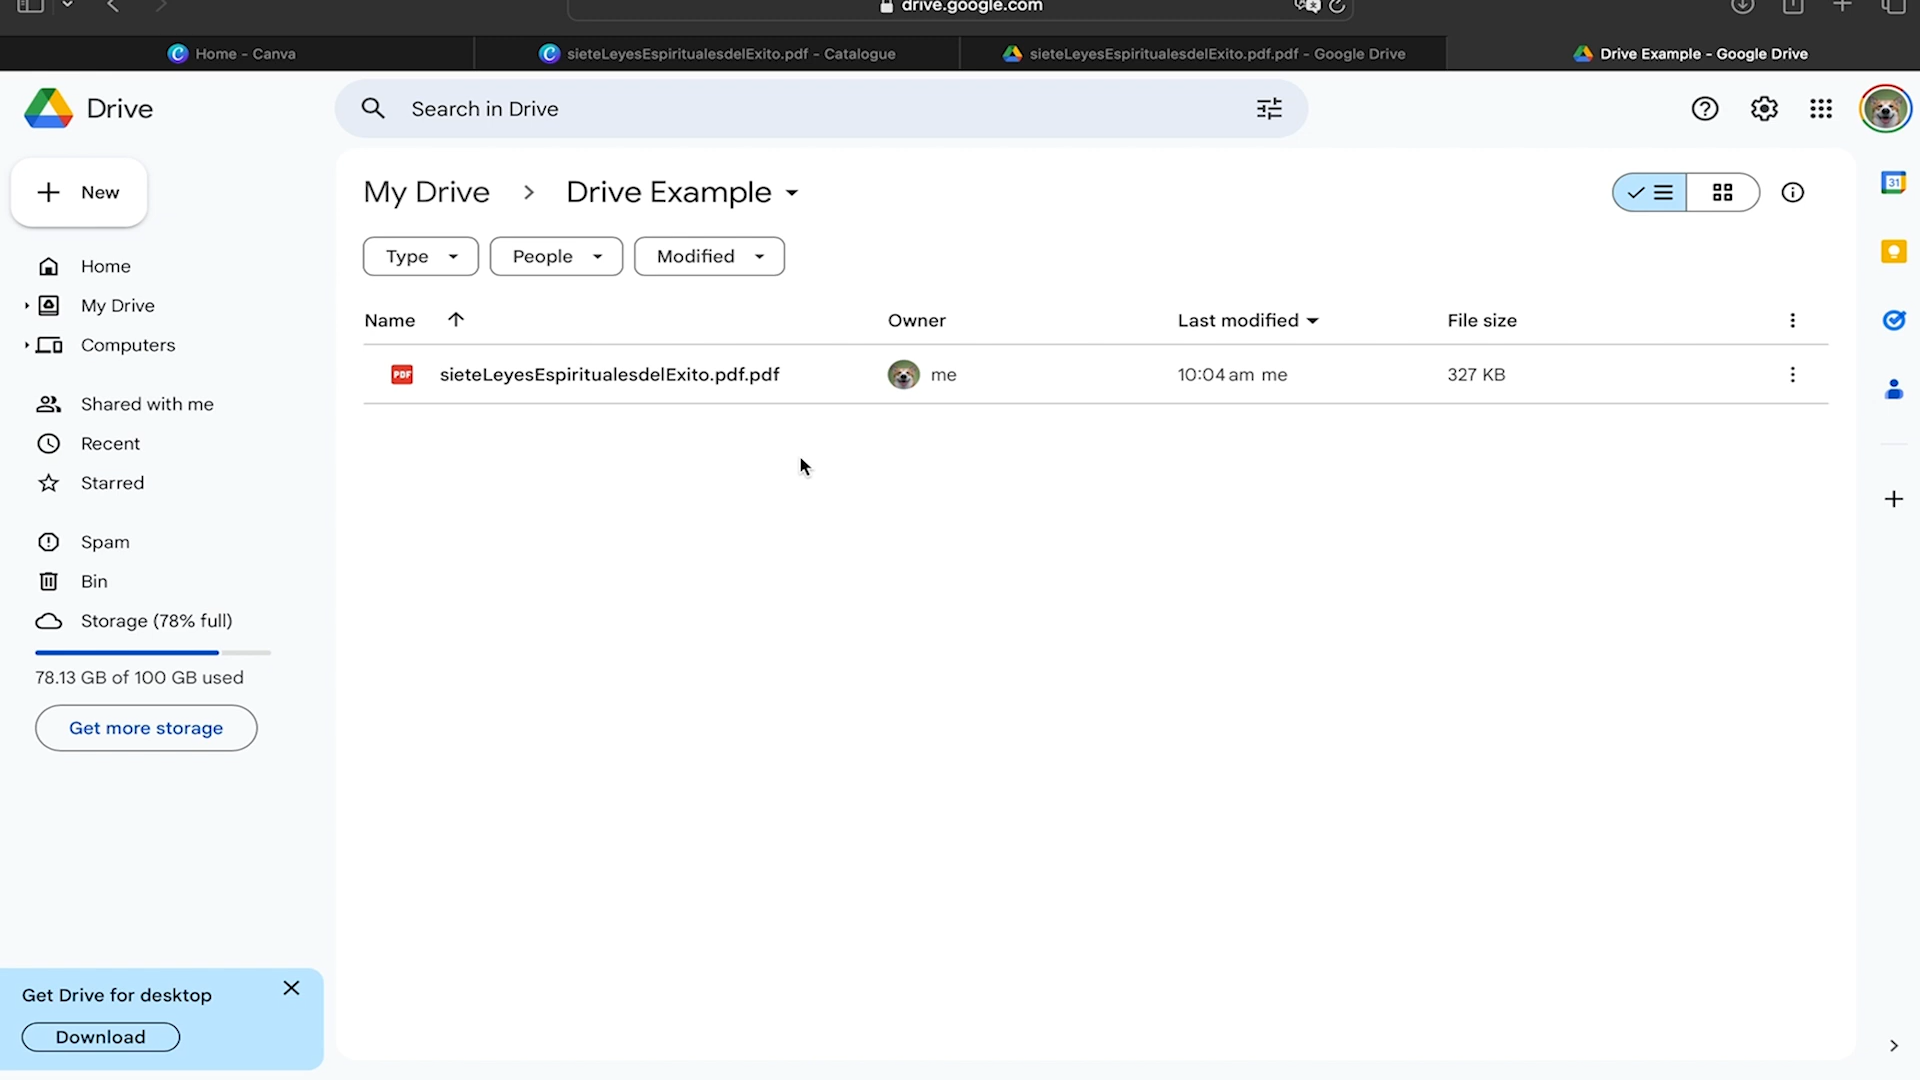 drive.google.com
Home - Canva
sieteLeyesEspiritualesdelExito.pdf - Catalogue
sieteLeyesEspiritualesdelExito.pdf.pdf - Google Drive
Drive Example - Google Drive
Drive
Search in Drive
New
My Drive
Drive Example
31
Home
Type
People
Modified
My Drive
Name
Owner
Last modified
File size
Computers
PDF
sieteLeyesEspiritualesdelExito.pdf.pdf
me
10:04 am me
327 KB
Shared with me
Recent
Starred
Spam
Bin
Storage (78% full)
78.13 GB of 100 GB used
Get more storage
Get Drive for desktop
Download